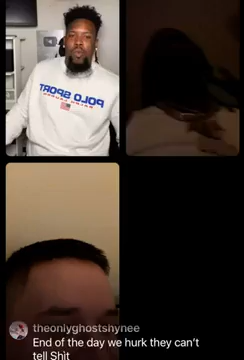 POLO SPORT
theonlyghostshynee
End of the day we hurk they can't
tell Shit